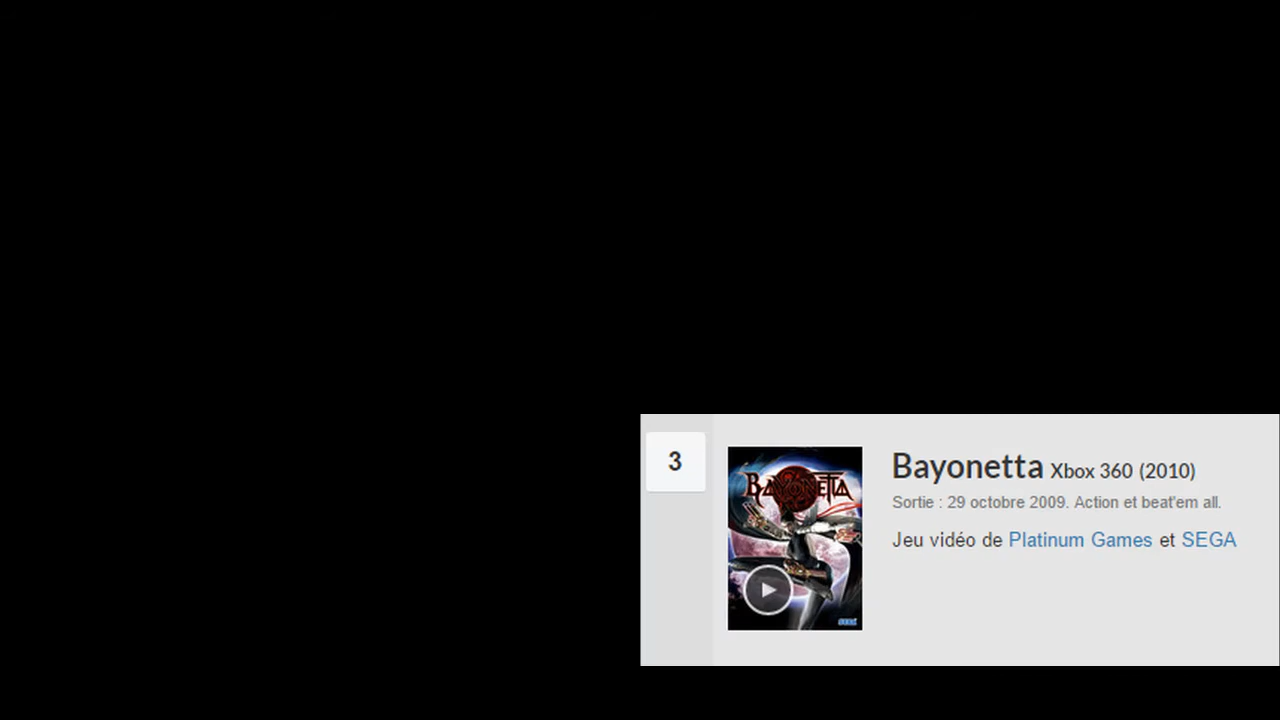 3
BAYONETTA
Bayonetta Xbox 360 (2010)
Sortie : 29 octobre 2009. Action et beat'em all.
Jeu vidéo de Platinum Games et SEGA
SEGA